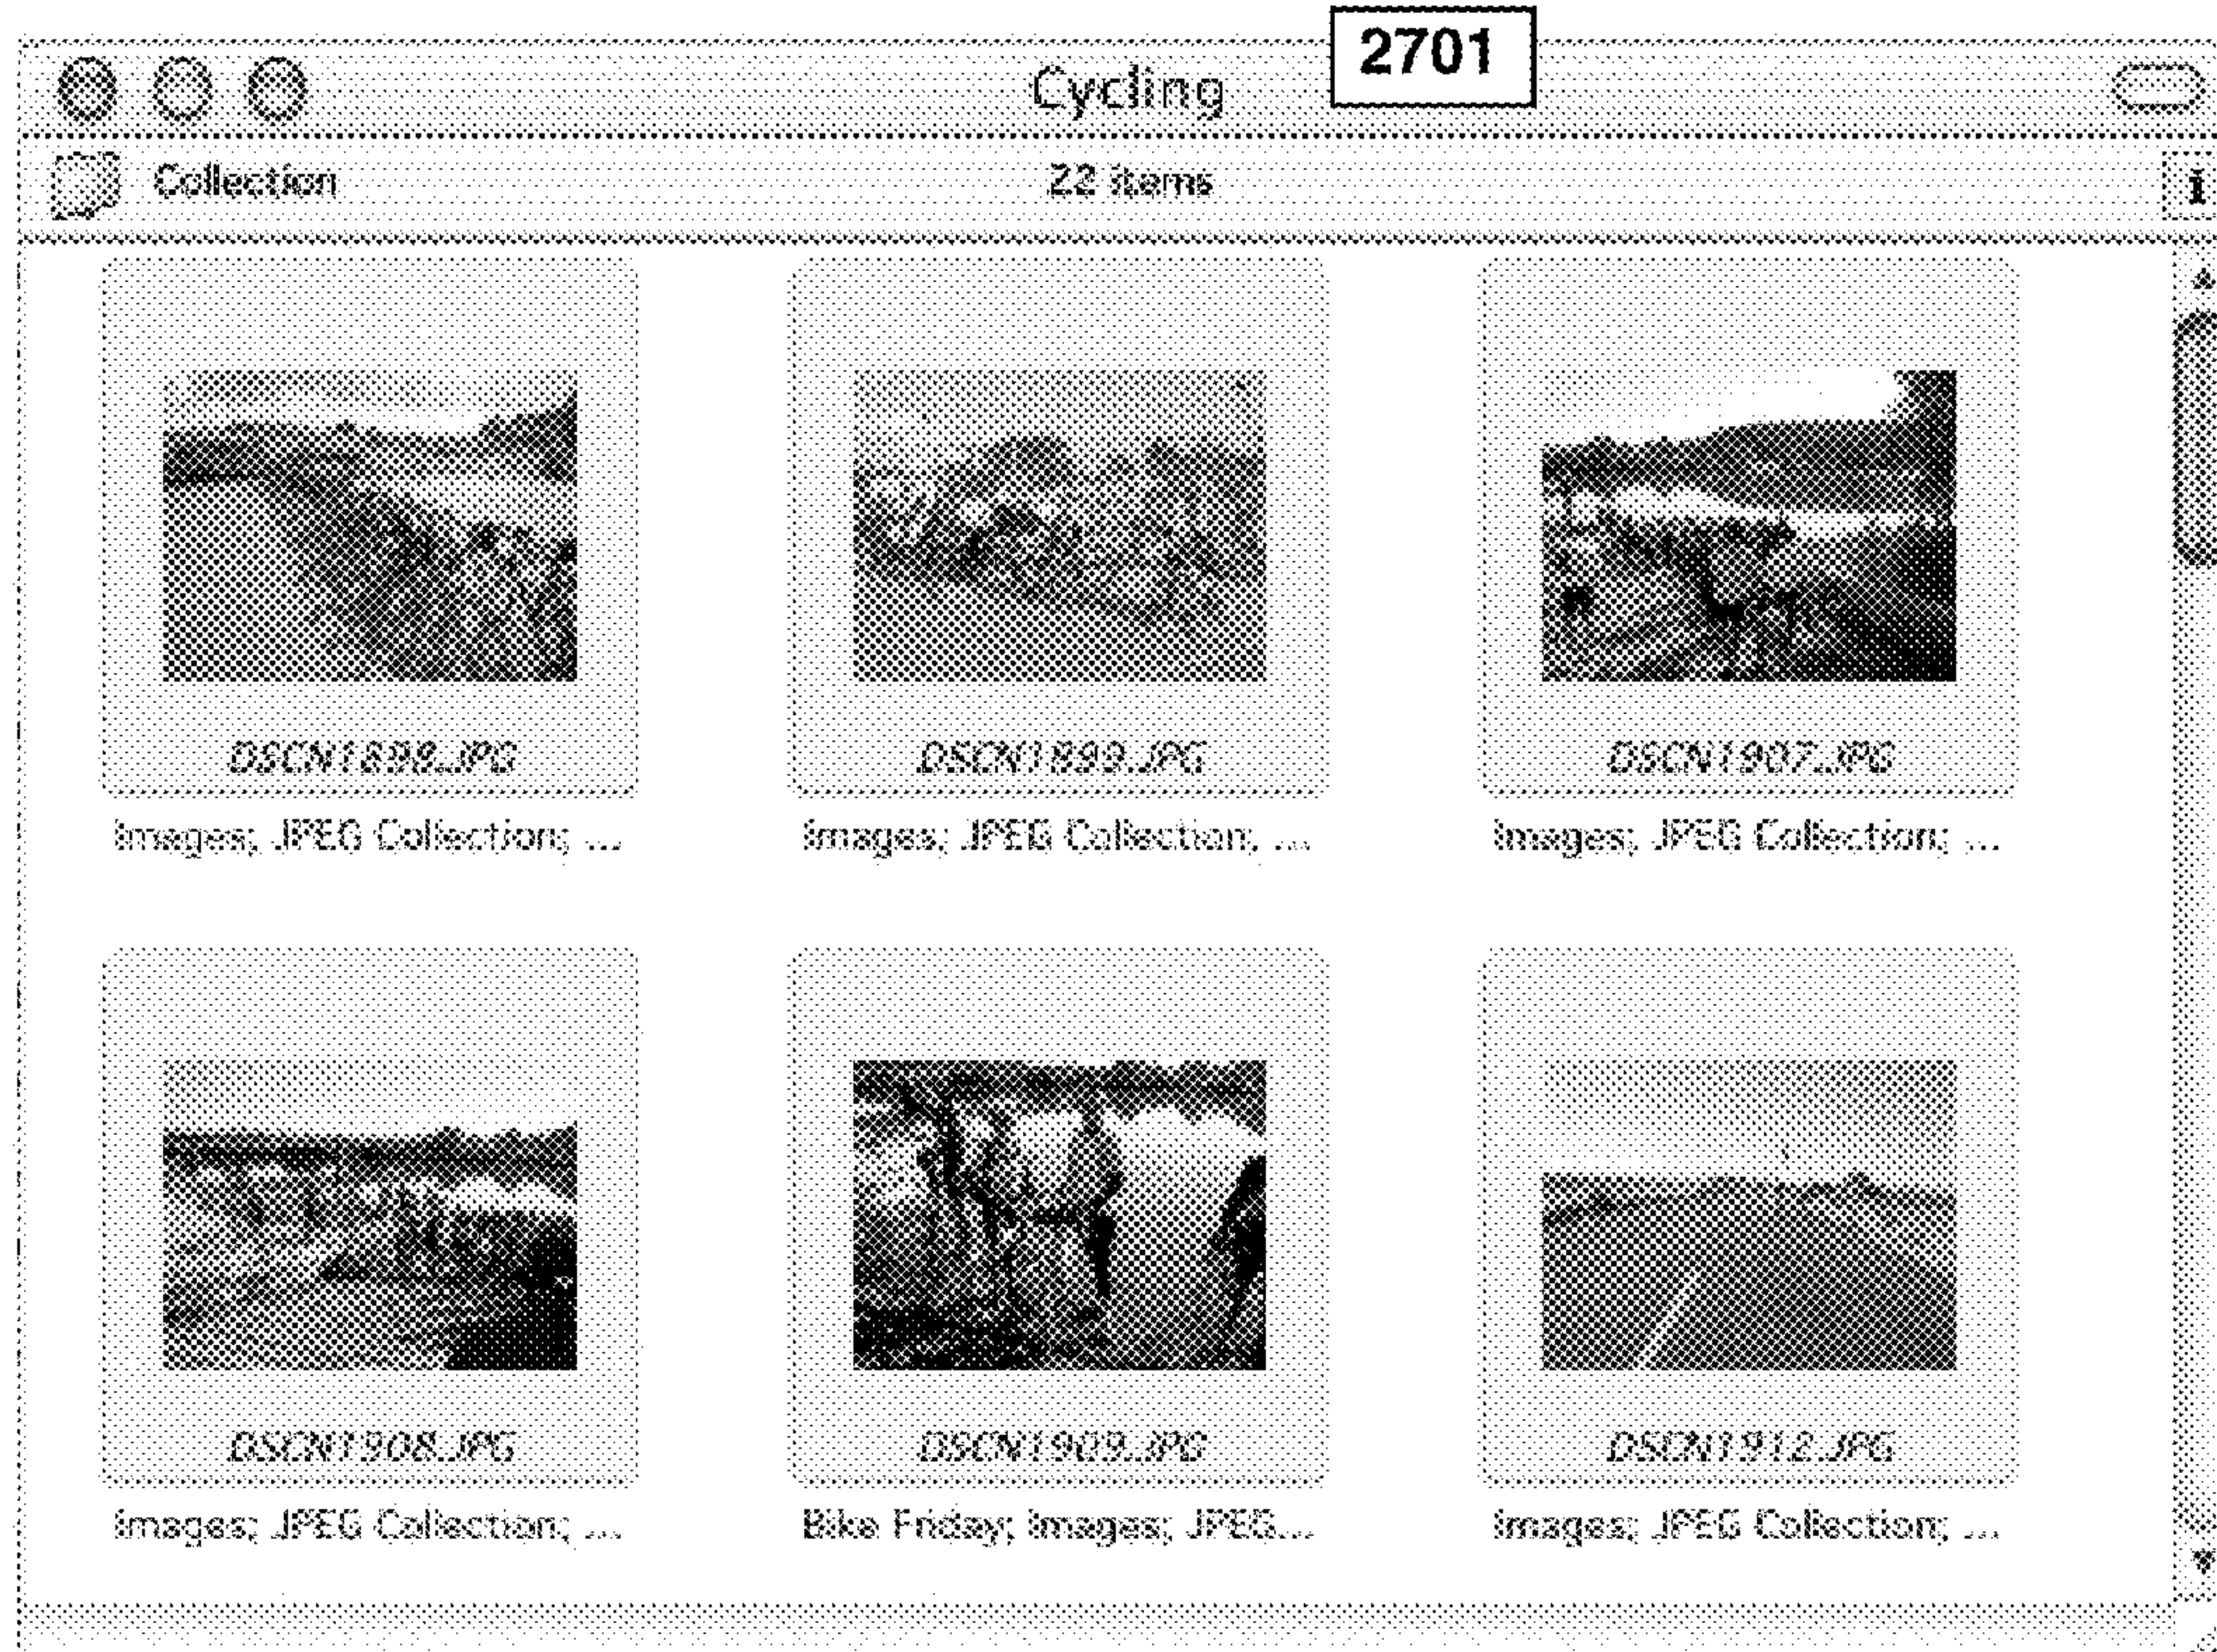 2701
Cycling
Collection 22 items i
DSCN1898.JPG DSCN1899.JPG DSCN1907.JPG
Images; JPEG Collection; ... Images; JPEG Collection; ... Images; JPEG Collection; ...
DSCN1908.JPG DSCN1909.JPG DSCN1912.JPG
Images; JPEG Collection; ... Bike Friday; Images; JPEG... Images; JPEG Collection; ...